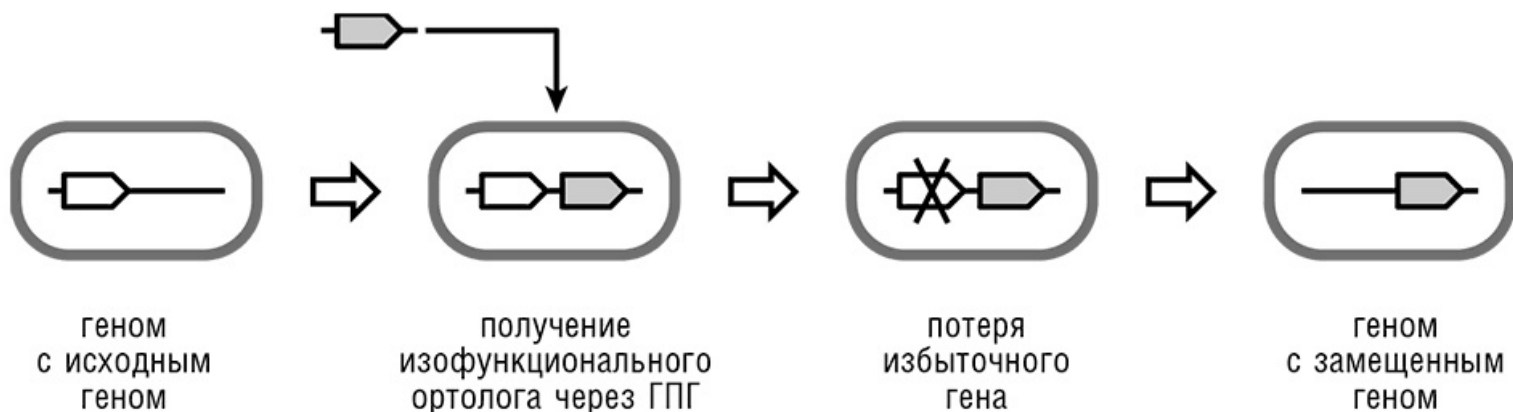 геном
с исходным
геном
получение
изофункционального
ортолога через ГПГ
потеря
избыточного
гена
геном
с замещенным
геном